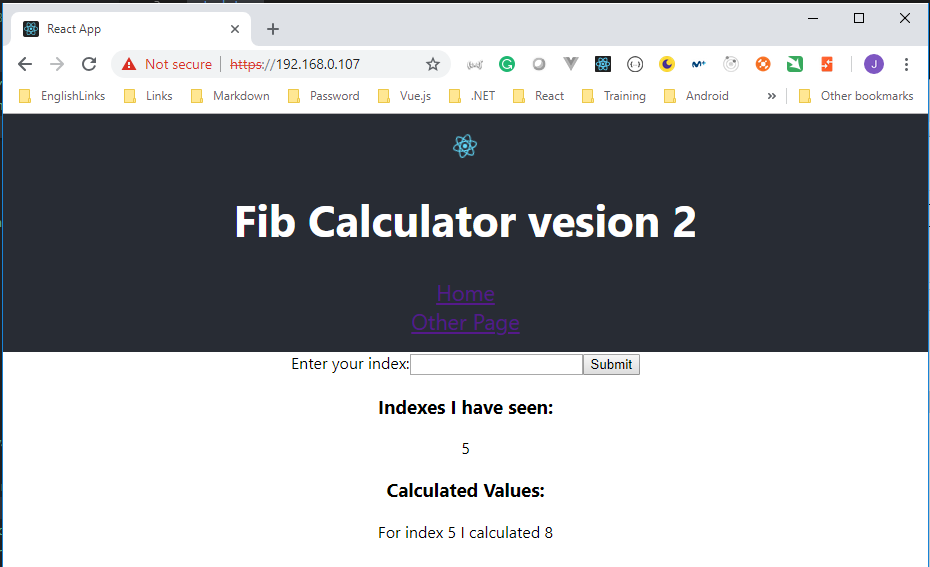 React App
Not secure | https://192.168.0.107
J
EnglishLinks Links Markdown Password Vue.js .NET React Training Android » Other bookmarks
Fib Calculator vesion 2
Home
Other Page
Enter your index: Submit
Indexes I have seen:
5
Calculated Values:
For index 5 I calculated 8